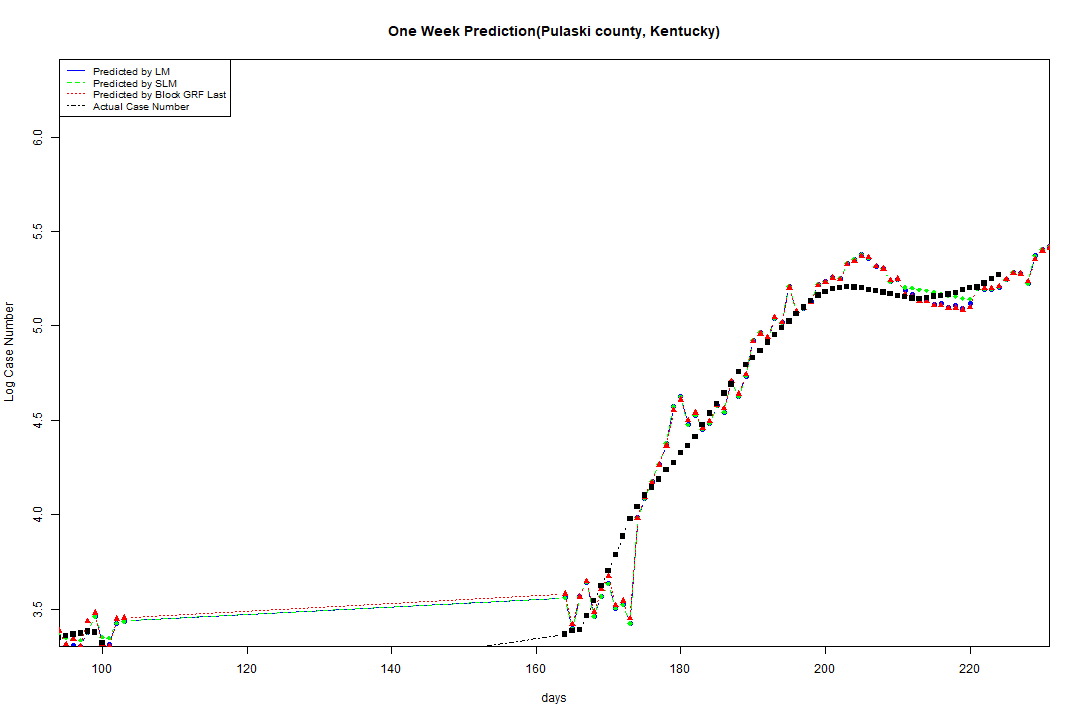 One Week Prediction(Pulaski county, Kentucky)
Predicted by LM
Predicted by SLM
Predicted by Block GRF Last
Actual Case Number
6.0
5.5
5.0
4.5
4.0
3.5
Log Case Number
100 120 140 160 180 200 220
days